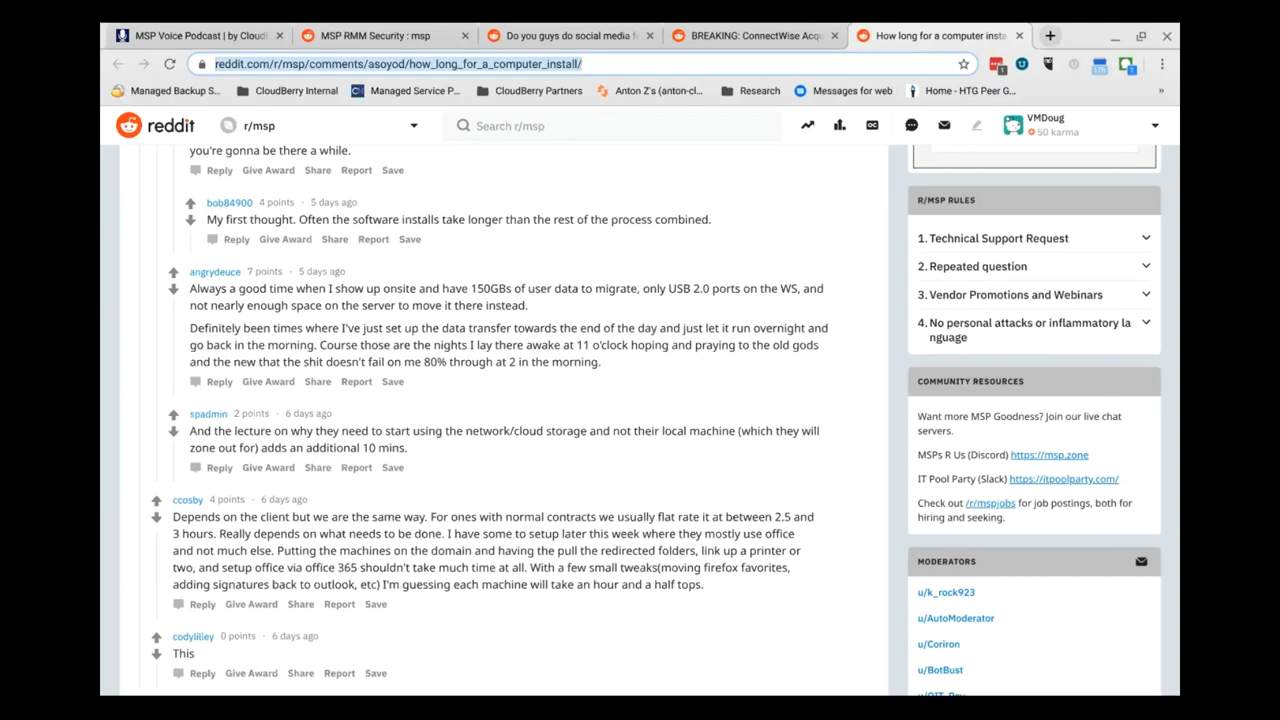 MSP Voice Podcast | by Cloudl
MSP RMM Security : msp
Do you guys do social media f
BREAKING: ConnectWise Acqu
How long for a computer insta
reddit.com/r/msp/comments/asoyod/how_long_for_a_computer_install/
Managed Backup S...
CloudBerry Internal
Managed Service P...
CloudBerry Partners
Anton Z's (anton-cl...
Research
Messages for web
Home - HTG Peer G...
reddit
r/msp
Search r/msp
VMDoug
50 karma
you're gonna be there a while.
Reply Give Award Share Report Save
bob84900 4 points · 5 days ago
My first thought. Often the software installs take longer than the rest of the process combined.
Reply Give Award Share Report Save
angrydeuce 7 points · 5 days ago
Always a good time when I show up onsite and have 150GBs of user data to migrate, only USB 2.0 ports on the WS, and
not nearly enough space on the server to move it there instead.
Definitely been times where I've just set up the data transfer towards the end of the day and just let it run overnight and
go back in the morning. Course those are the nights I lay there awake at 11 o'clock hoping and praying to the old gods
and the new that the shit doesn't fail on me 80% through at 2 in the morning.
Reply Give Award Share Report Save
spadmin 2 points · 6 days ago
And the lecture on why they need to start using the network/cloud storage and not their local machine (which they will
zone out for) adds an additional 10 mins.
Reply Give Award Share Report Save
ccosby 4 points · 6 days ago
Depends on the client but we are the same way. For ones with normal contracts we usually flat rate it at between 2.5 and
3 hours. Really depends on what needs to be done. I have some to setup later this week where they mostly use office
and not much else. Putting the machines on the domain and having the pull the redirected folders, link up a printer or
two, and setup office via office 365 shouldn't take much time at all. With a few small tweaks(moving firefox favorites,
adding signatures back to outlook, etc) I'm guessing each machine will take an hour and a half tops.
Reply Give Award Share Report Save
codylilley 0 points · 6 days ago
This
Reply Give Award Share Report Save
R/MSP RULES
1. Technical Support Request
2. Repeated question
3. Vendor Promotions and Webinars
4. No personal attacks or inflammatory la
nguage
COMMUNITY RESOURCES
Want more MSP Goodness? Join our live chat
servers.
MSPs R Us (Discord) https://msp.zone
IT Pool Party (Slack) https://itpoolparty.com/
Check out /r/mspjobs for job postings, both for
hiring and seeking.
MODERATORS
u/k_rock923
u/AutoModerator
u/Coriron
u/BotBust